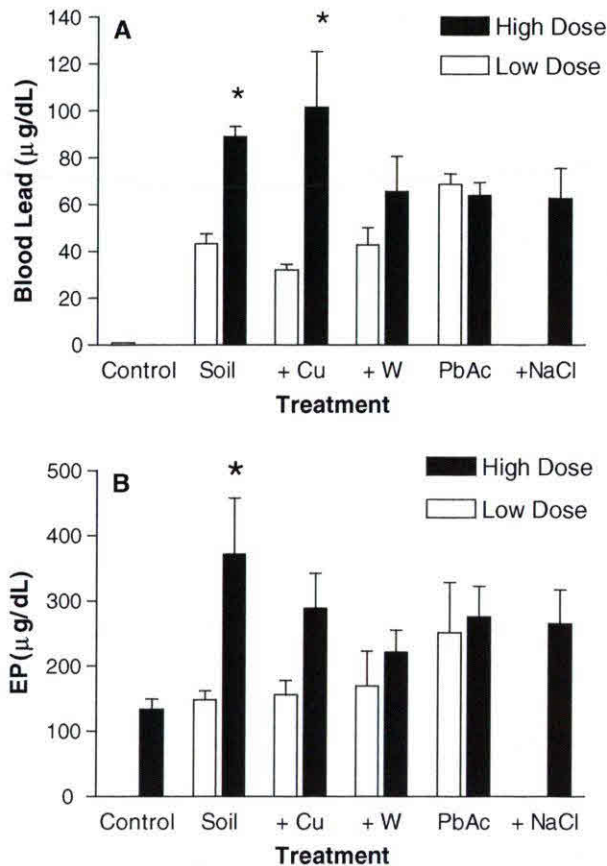 A
High Dose
Low Dose
Blood Lead (μ g/dL)
140
120
100
80
60
40
20
0
*
*
Control Soil + Cu + W PbAc +NaCl
Treatment
B
High Dose
Low Dose
EP(μ g/dL)
500
400
300
200
100
0
*
Control Soil + Cu + W PbAc + NaCl
Treatment